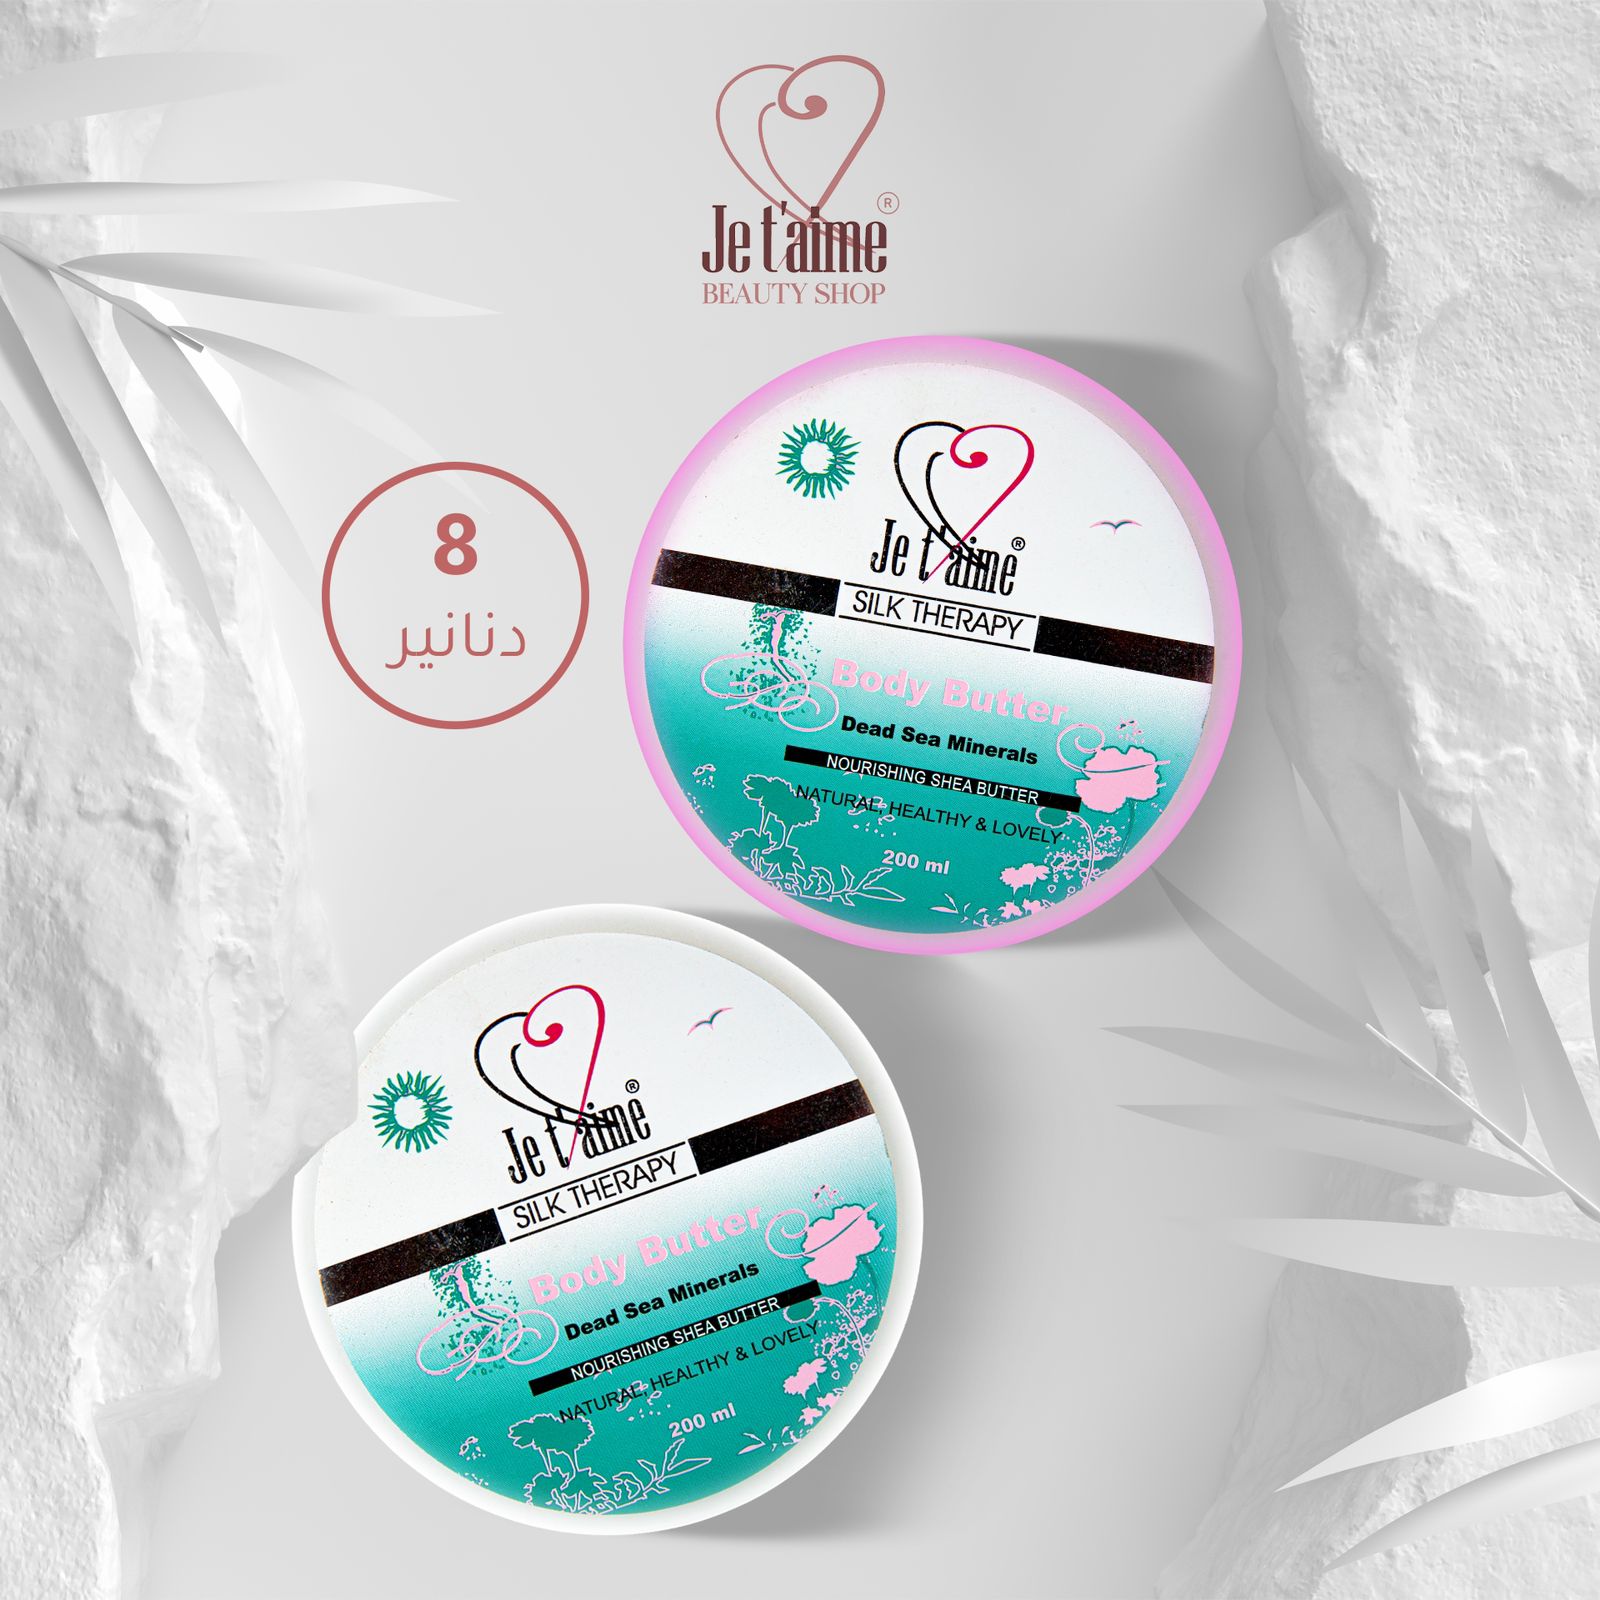 Je t'aime ®
BEAUTY SHOP
8
دنانير
Je t'aime ®
SILK THERAPY
Body Butter
Dead Sea Minerals
NOURISHING SHEA BUTTER
NATURAL, HEALTHY & LOVELY
200 ml
Je t'aime ®
SILK THERAPY
Body Butter
Dead Sea Minerals
NOURISHING SHEA BUTTER
NATURAL, HEALTHY & LOVELY
200 ml